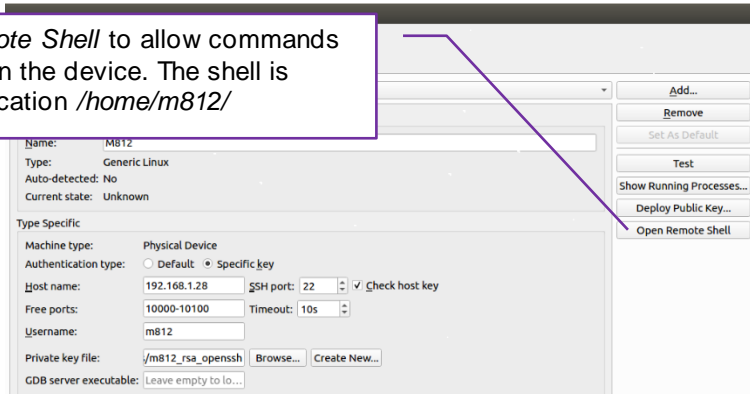 ote Shell to allow commands
n the device. The shell is
cation /home/m812/
Add...
Remove
Name: M812
Set As Default
Type: Generic Linux
Test
Auto-detected: No
Show Running Processes...
Current state: Unknown
Deploy Public Key...
Type Specific
Open Remote Shell
Machine type: Physical Device
Authentication type: Default Specific key
Host name: 192.168.1.28 SSH port: 22 Check host key
Free ports: 10000-10100 Timeout: 10s
Username: m812
Private key file: /m812_rsa_openssh Browse... Create New...
GDB server executable: Leave empty to lo...